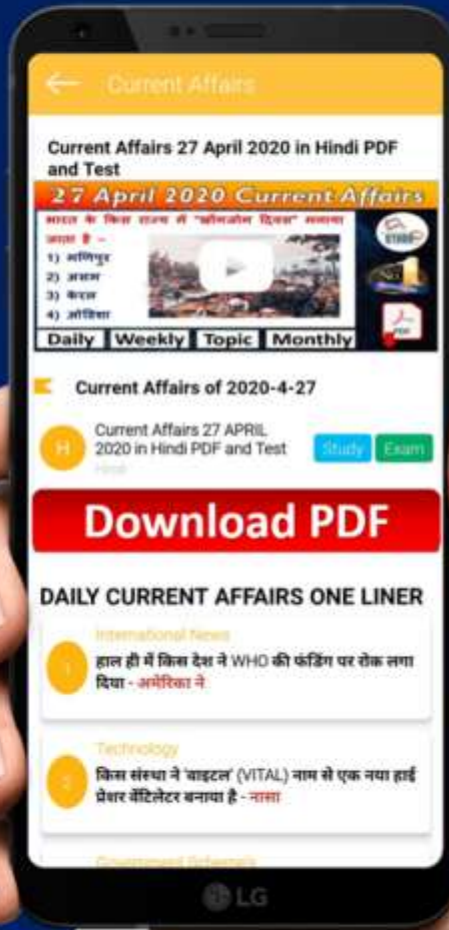 Current Affairs
Current Affairs 27 April 2020 in Hindi PDF
and Test
27 April 2020 Current Affairs
भारत के किस राज्य में "खोंगजोम दिवस" मनाया
जाता है -
1) मणिपुर
2) असम
3) केरल
4) ओडिशा
STUDY
PDF
Daily Weekly Topic Monthly
Current Affairs of 2020-4-27
H
Current Affairs 27 APRIL
2020 in Hindi PDF and Test
Hindi
Study Exam
Download PDF
DAILY CURRENT AFFAIRS ONE LINER
International News
1
हाल ही में किस देश ने WHO की फंडिंग पर रोक लगा
दिया - अमेरिका ने
Technology
2
किस संस्था ने 'वाइटल' (VITAL) नाम से एक नया हाई
प्रेशर वेंटिलेटर बनाया है - नासा
Government Schemes
LG